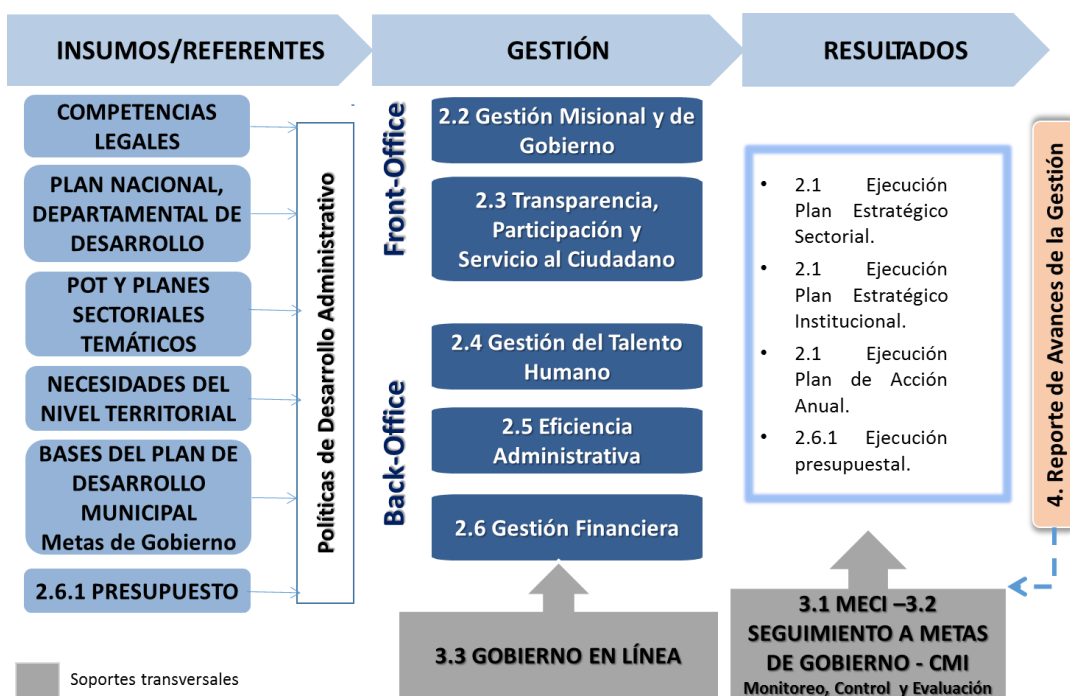 INSUMOS/REFERENTES
GESTIÓN
RESULTADOS
COMPETENCIAS
LEGALES
PLAN NACIONAL,
DEPARTAMENTAL DE
DESARROLLO
POT Y PLANES
SECTORIALES
TEMÁTICOS
NECESIDADES DEL
NIVEL TERRITORIAL
BASES DEL PLAN DE
DESARROLLO
MUNICIPAL
Metas de Gobierno
2.6.1 PRESUPUESTO
Políticas de Desarrollo Administrativo
Front-Office
2.2 Gestión Misional y de
Gobierno
2.3 Transparencia,
Participación y
Servicio al Ciudadano
Back-Office
2.4 Gestión del Talento
Humano
2.5 Eficiencia
Administrativa
2.6 Gestión Financiera
• 2.1 Ejecución
Plan Estratégico
Sectorial.
• 2.1 Ejecución
Plan Estratégico
Institucional.
• 2.1 Ejecución
Plan de Acción
Anual.
• 2.6.1 Ejecución
presupuestal.
4. Reporte de Avances de la Gestión
3.3 GOBIERNO EN LÍNEA
3.1 MECI –3.2
SEGUIMIENTO A METAS
DE GOBIERNO - CMI
Monitoreo, Control y Evaluación
Soportes transversales